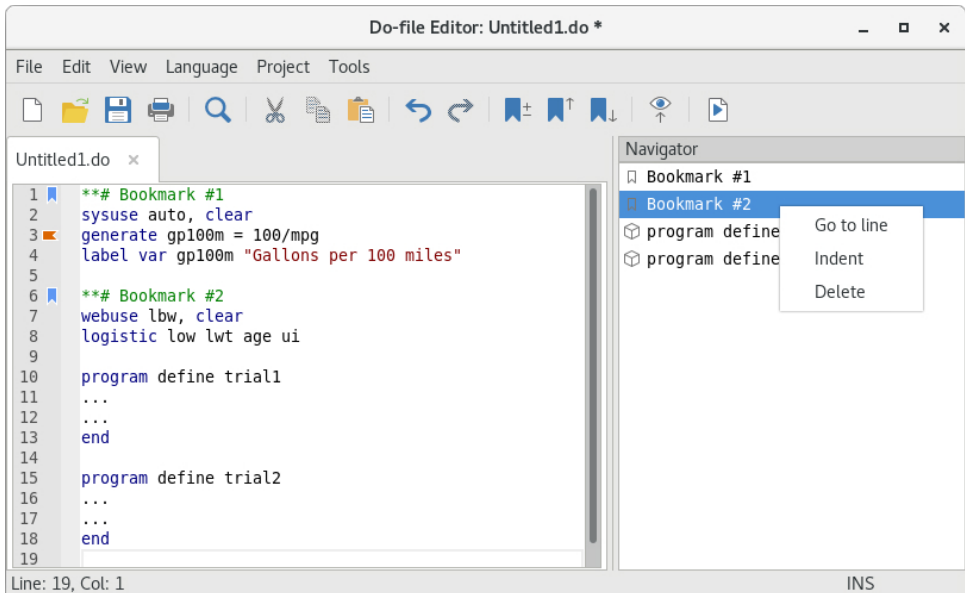 Do-file Editor: Untitled1.do *
File Edit View Language Project Tools
Untitled1.do ×
1 **# Bookmark #1
2 sysuse auto, clear
3 generate gp100m = 100/mpg
4 label var gp100m "Gallons per 100 miles"
5
6 **# Bookmark #2
7 webuse lbw, clear
8 logistic low lwt age ui
9
10 program define trial1
11 ...
12 ...
13 end
14
15 program define trial2
16 ...
17 ...
18 end
19
Navigator
Bookmark #1
Bookmark #2
program define
program define
Go to line
Indent
Delete
Line: 19, Col: 1
INS